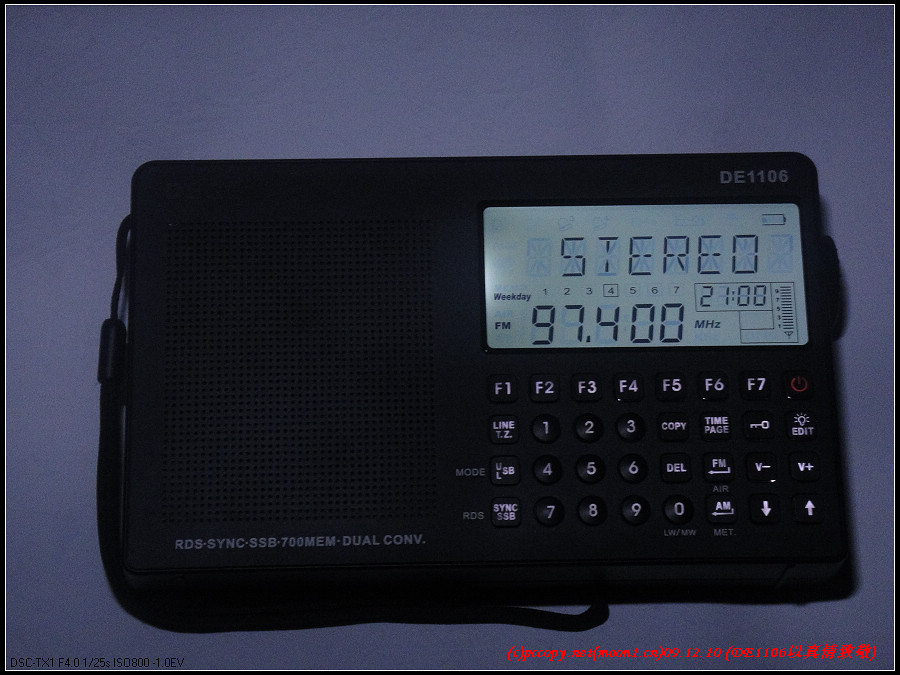 DE1106
STEREO
Weekday 1 2 3 4 5 6 7
21:00
FM 97.400 MHz
F1 F2 F3 F4 F5 F6 F7
LINE T.Z. 1 2 3 COPY TIME PAGE EDIT
MODE USB LSB 4 5 6 DEL FM V- V+
AIR
RDS SYNC SSB 7 8 9 0 AM
LW/MW MET.
RDS·SYNC·SSB·700MEM·DUAL CONV.
DSC-TX1 F4.0 1/25s ISO800 -1.0EV
09.12.10